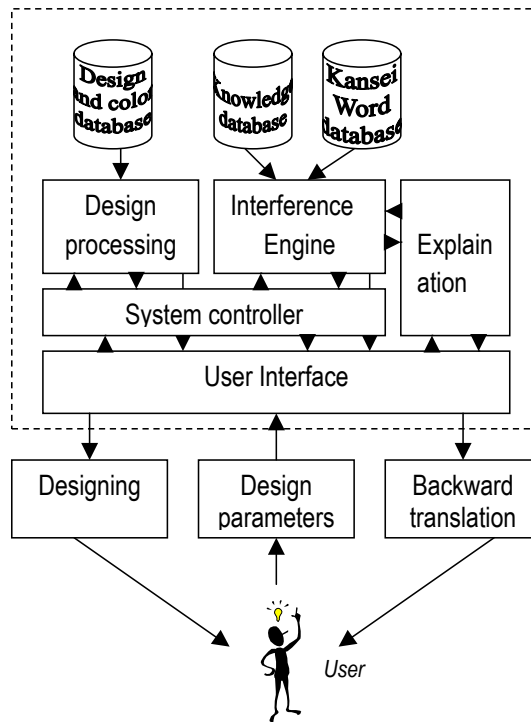 Design
and color
database
Knowledge
database
Kansei
Word
database
Design
processing
Interference
Engine
Explain
ation
System controller
User Interface
Designing
Design
parameters
Backward
translation
User